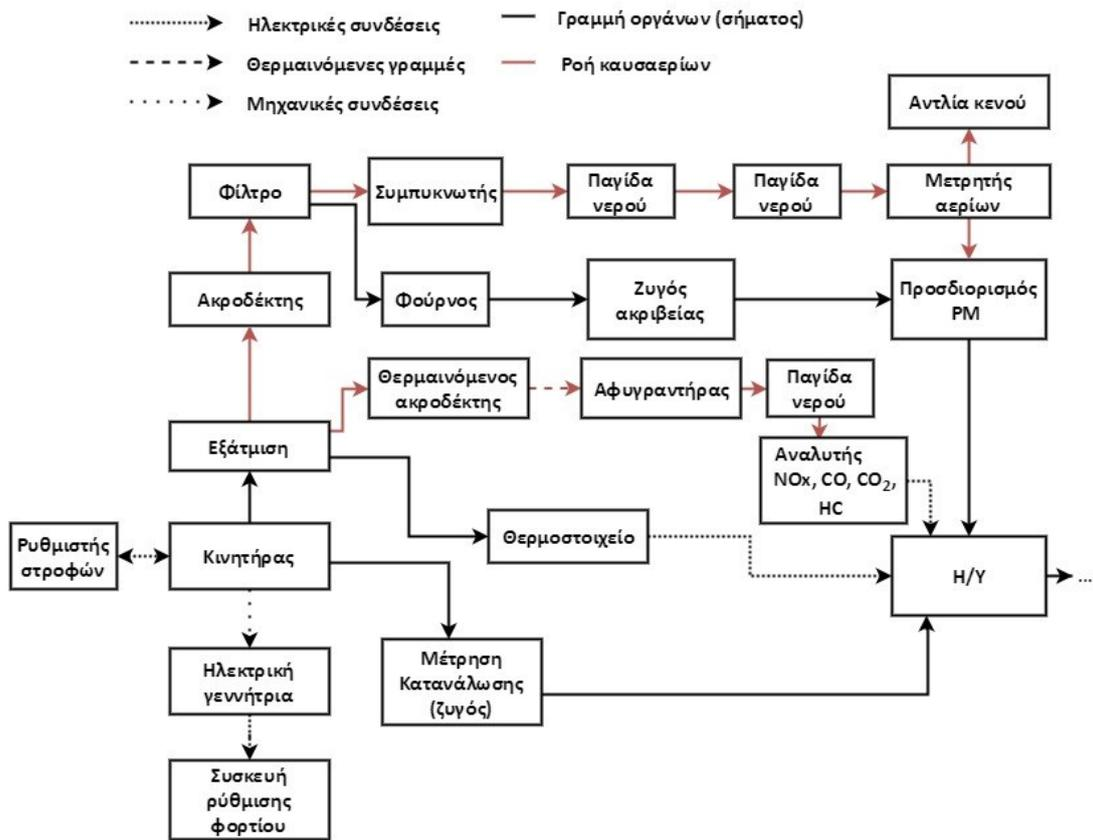 Ηλεκτρικές συνδέσεις
Γραμμή οργάνων (σήματος)
Θερμαινόμενες γραμμές
Ροή καυσαερίων
Μηχανικές συνδέσεις
Αντλία κενού
Φίλτρο
Συμπυκνωτής
Παγίδα
νερού
Παγίδα
νερού
Μετρητής
αερίων
Ακροδέκτης
Φούρνος
Ζυγός
ακριβείας
Προσδιορισμός
PM
Θερμαινόμενος
ακροδέκτης
Αφυγραντήρας
Παγίδα
νερού
Εξάτμιση
Αναλυτής
NOx, CO, CO₂,
HC
Ρυθμιστής
στροφών
Κινητήρας
Θερμοστοιχείο
Η/Υ
...
Ηλεκτρική
γεννήτρια
Μέτρηση
Κατανάλωσης
(ζυγός)
Συσκευή
ρύθμισης
φορτίου